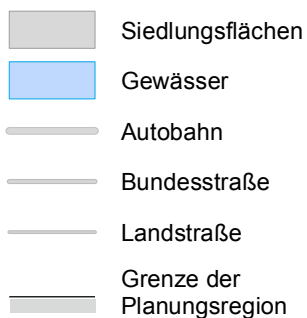 Siedlungsflächen
Gewässer
Autobahn
Bundesstraße
Landstraße
Grenze der
Planungsregion